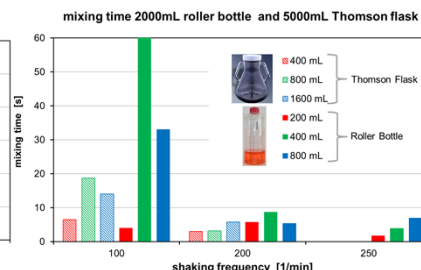 mixing time 2000mL roller bottle and 5000mL Thomson flask
60
50
40
30
20
10
0
mixing time [s]
400 mL
800 mL
1600 mL
Thomson Flask
200 mL
400 mL
800 mL
Roller Bottle
100
200
250
shaking frequency [1/min]